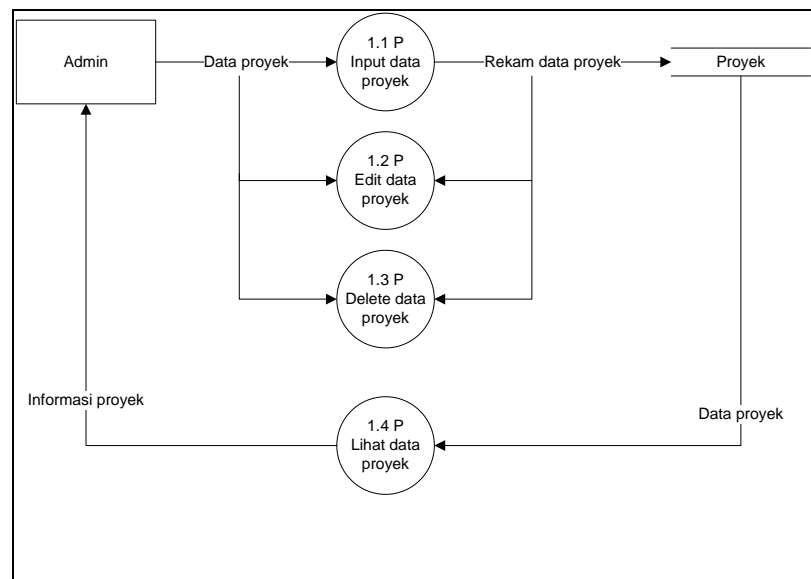 Admin
Data proyek
1.1 P
Input data
proyek
Rekam data proyek
Proyek
1.2 P
Edit data
proyek
1.3 P
Delete data
proyek
Informasi proyek
1.4 P
Lihat data
proyek
Data proyek